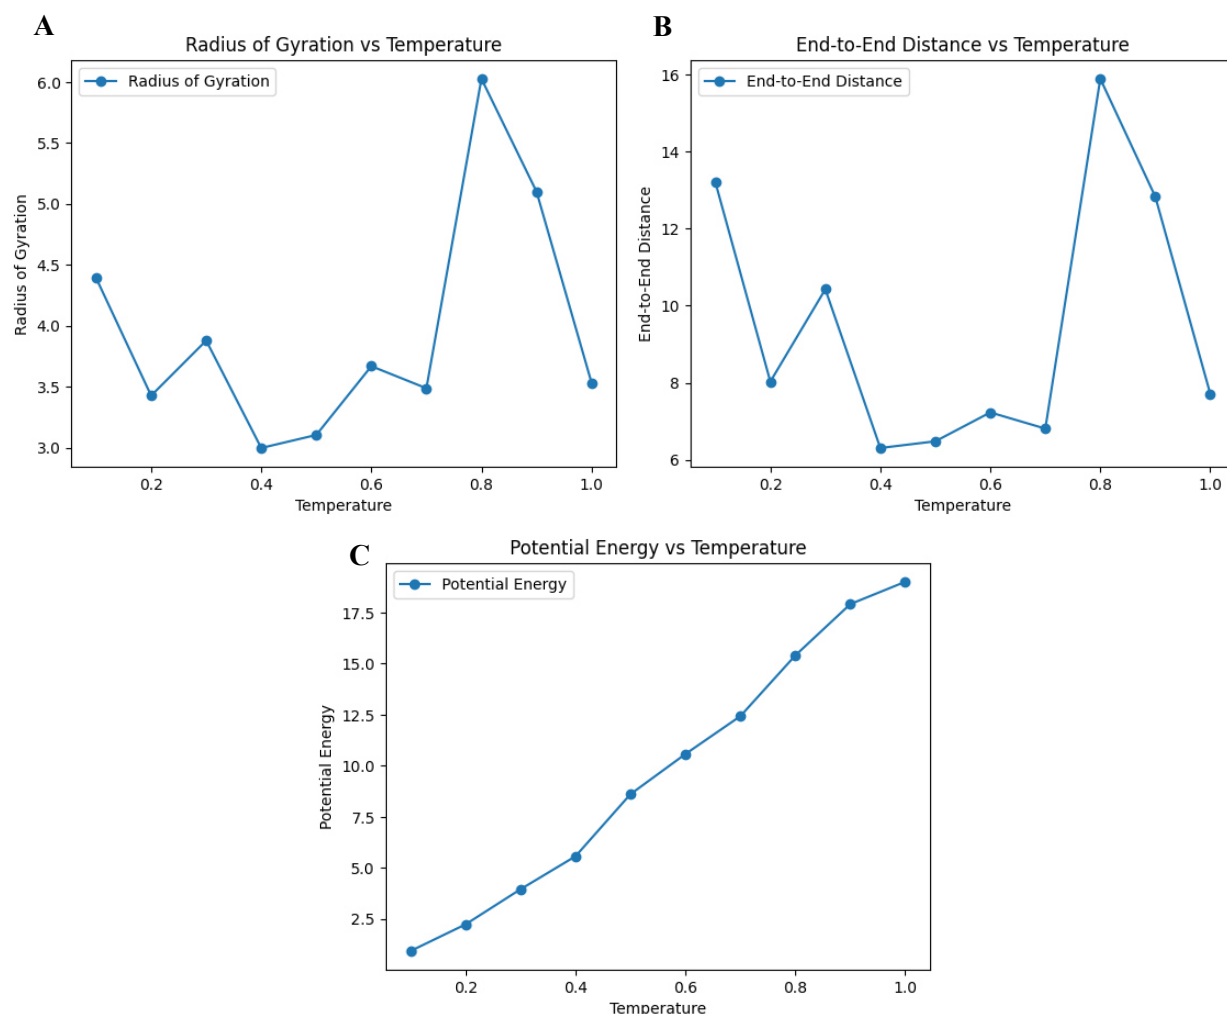 A
Radius of Gyration vs Temperature
Radius of Gyration
Radius of Gyration
6.0
5.5
5.0
4.5
4.0
3.5
3.0
0.2 0.4 0.6 0.8 1.0
Temperature
B
End-to-End Distance vs Temperature
End-to-End Distance
End-to-End Distance
16
14
12
10
8
6
0.2 0.4 0.6 0.8 1.0
Temperature
C
Potential Energy vs Temperature
Potential Energy
Potential Energy
17.5
15.0
12.5
10.0
7.5
5.0
2.5
0.2 0.4 0.6 0.8 1.0
Temperature